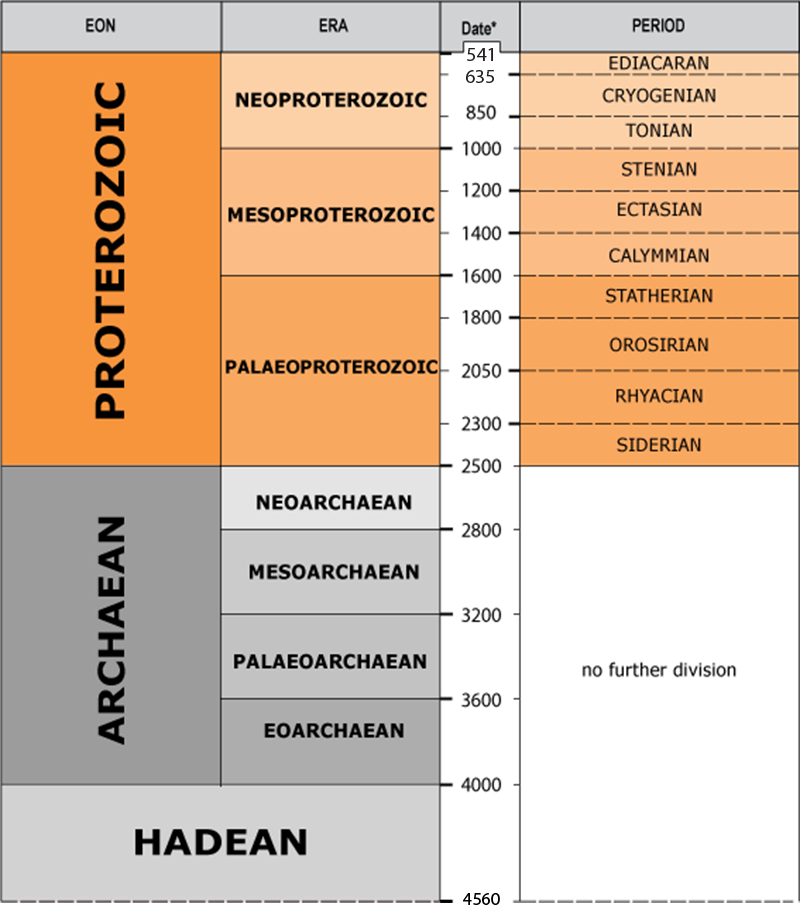 EON
ERA
Date*
PERIOD
PROTEROZOIC
NEOPROTEROZOIC
541
EDIACARAN
635
CRYOGENIAN
850
TONIAN
1000
MESOPROTEROZOIC
STENIAN
1200
ECTASIAN
1400
CALYMMIAN
1600
PALAEOPROTEROZOIC
STATHERIAN
1800
OROSIRIAN
2050
RHYACIAN
2300
SIDERIAN
2500
ARCHAEAN
NEOARCHAEAN
2800
MESOARCHAEAN
3200
PALAEOARCHAEAN
no further division
3600
EOARCHAEAN
4000
HADEAN
4560